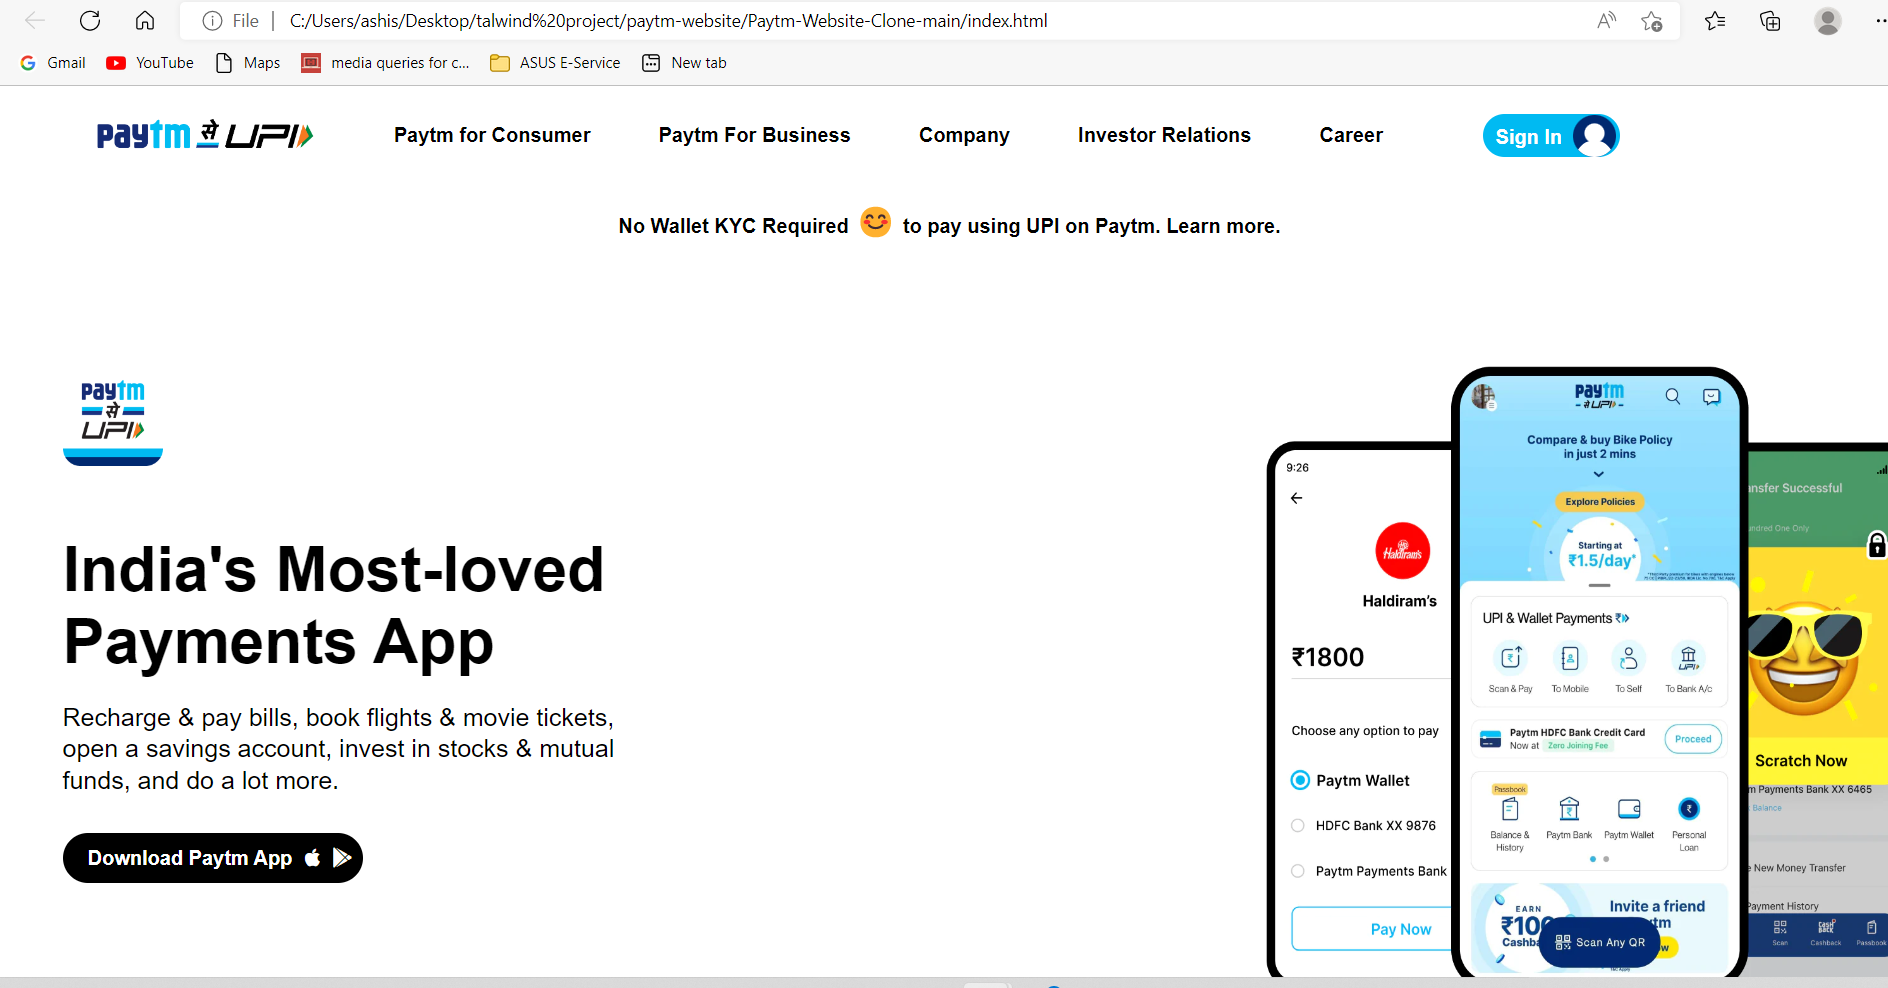 File | C:/Users/ashis/Desktop/talwind%20project/paytm-website/Paytm-Website-Clone-main/index.html
Gmail YouTube Maps media queries for c... ASUS E-Service New tab
paytm से UPI Paytm for Consumer Paytm For Business Company Investor Relations Career Sign In
No Wallet KYC Required 😊 to pay using UPI on Paytm. Learn more.
paytm
से
UPI
India's Most-loved
Payments App
Recharge & pay bills, book flights & movie tickets,
open a savings account, invest in stocks & mutual
funds, and do a lot more.
Download Paytm App
9:26
Haldiram's
Haldiram's
₹1800
Choose any option to pay
Paytm Wallet
HDFC Bank XX 9876
Paytm Payments Bank
Pay Now
paytm
से UPI
Compare & buy Bike Policy
in just 2 mins
Explore Policies
Starting at
₹1.5/day*
UPI & Wallet Payments
Scan & Pay To Mobile To Self To Bank A/c
Paytm HDFC Bank Credit Card
Now at Zero Joining Fee
Proceed
Passbook
Balance &
History
Paytm Bank
Paytm Wallet
Personal
Loan
EARN
₹100
Cashba
Invite a friend
tm
Scan Any QR
ansfer Successful
undred One Only
Scratch Now
m Payments Bank XX 6465
Balance
e New Money Transfer
Payment History
Scan Cashback Passbook